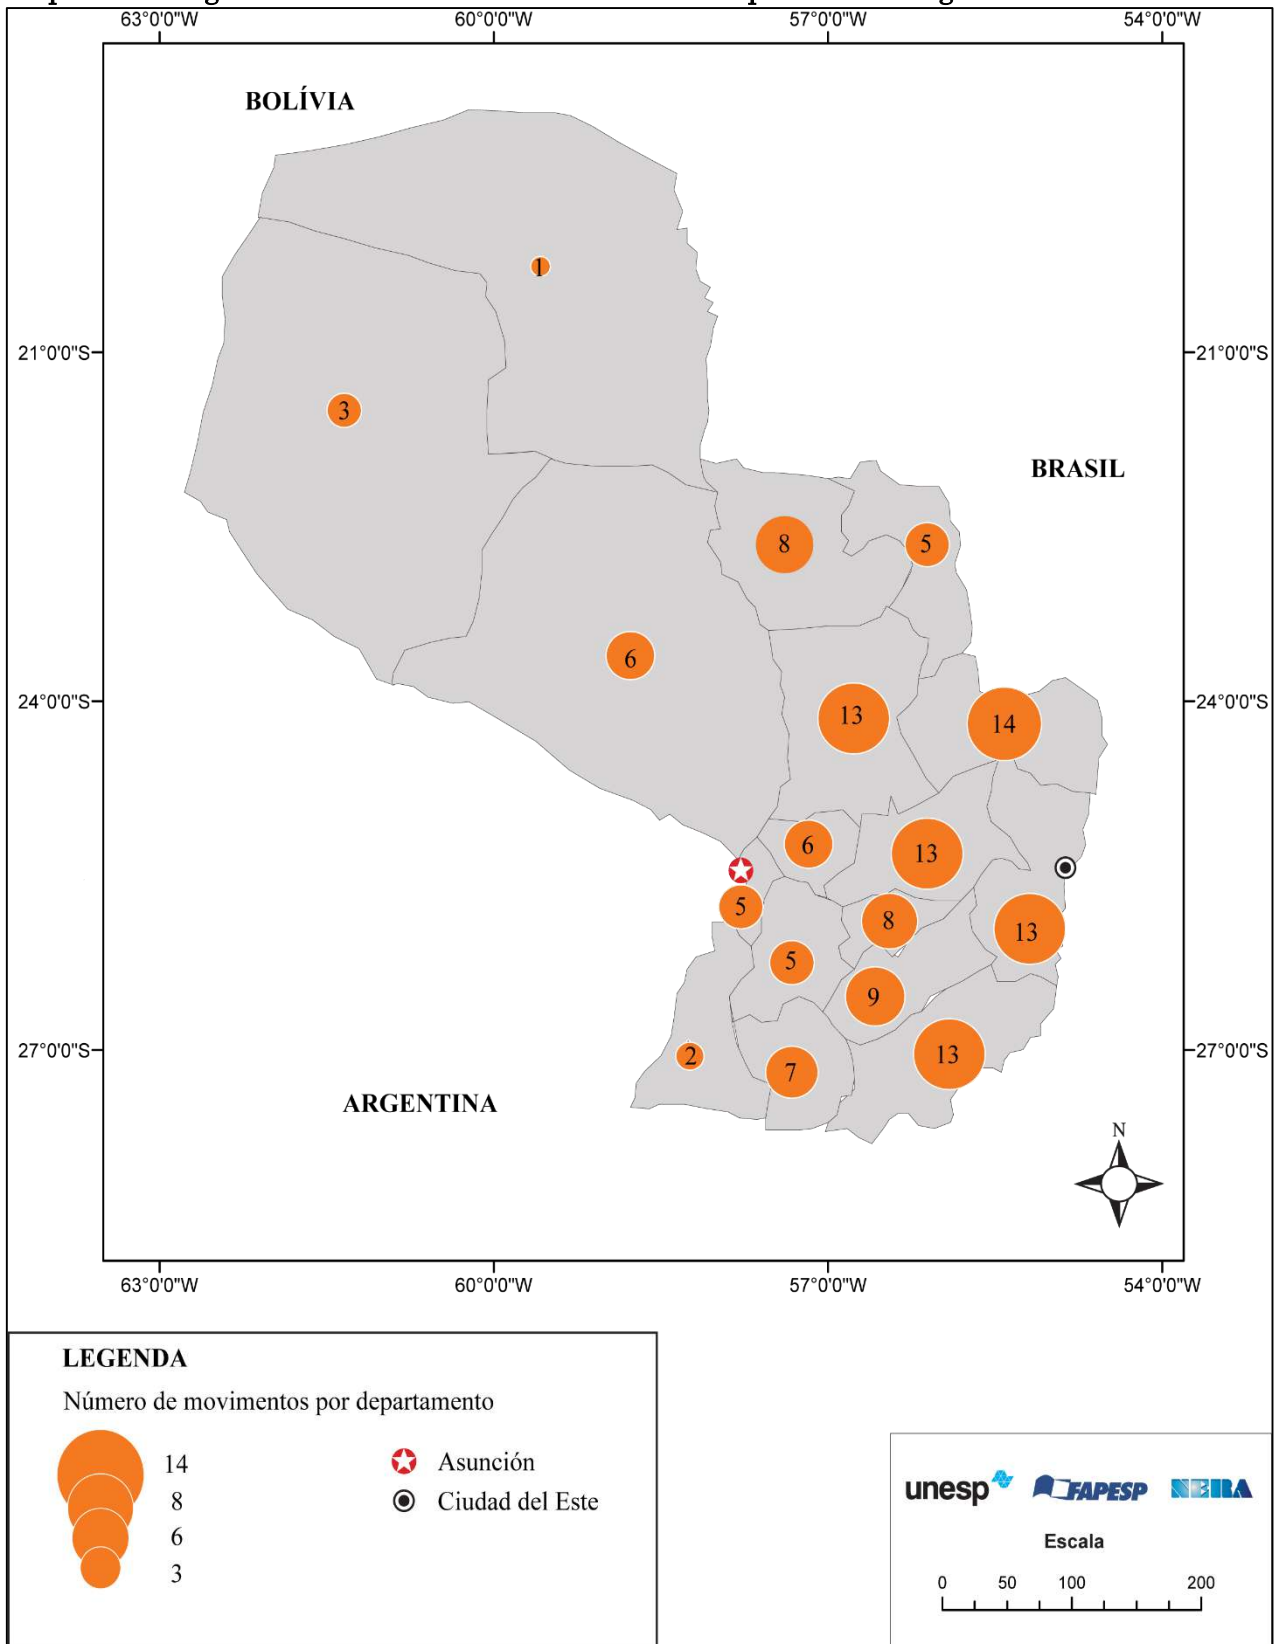 63°0'0"W 60°0'0"W 57°0'0"W 54°0'0"W
BOLÍVIA
1
21°0'0"S 21°0'0"S
3
BRASIL
8 5
6
24°0'0"S 24°0'0"S
13 14
6 13
5 8 13
5
9
27°0'0"S 27°0'0"S
2 7 13
ARGENTINA
N
63°0'0"W 60°0'0"W 57°0'0"W 54°0'0"W
LEGENDA
Número de movimentos por departamento
14
8
6
3
Asunción
Ciudad del Este
unesp FAPESP NERA
Escala
0 50 100 200